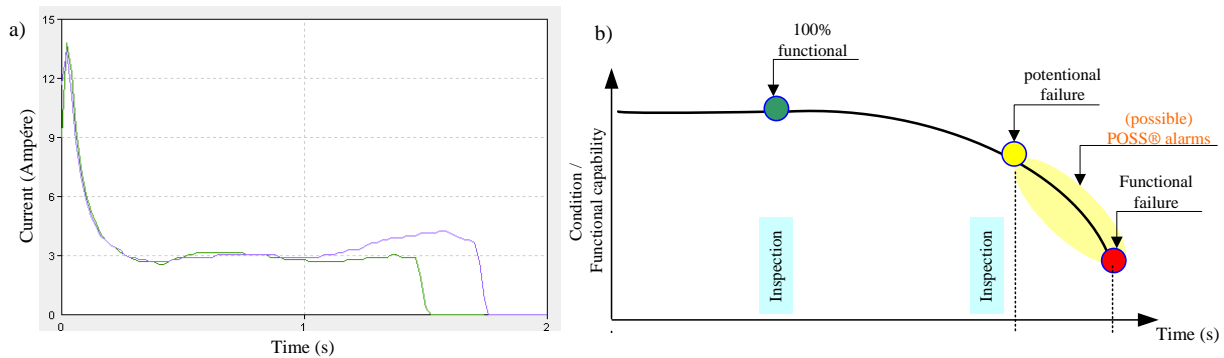 a)
15
12
9
6
3
0
Current (Ampére)
0
1
2
Time (s)
b)
100%
functional
potentional
failure
(possible)
POSS® alarms
Functional
failure
Condition /
Functional capability
Inspection
Inspection
Time (s)